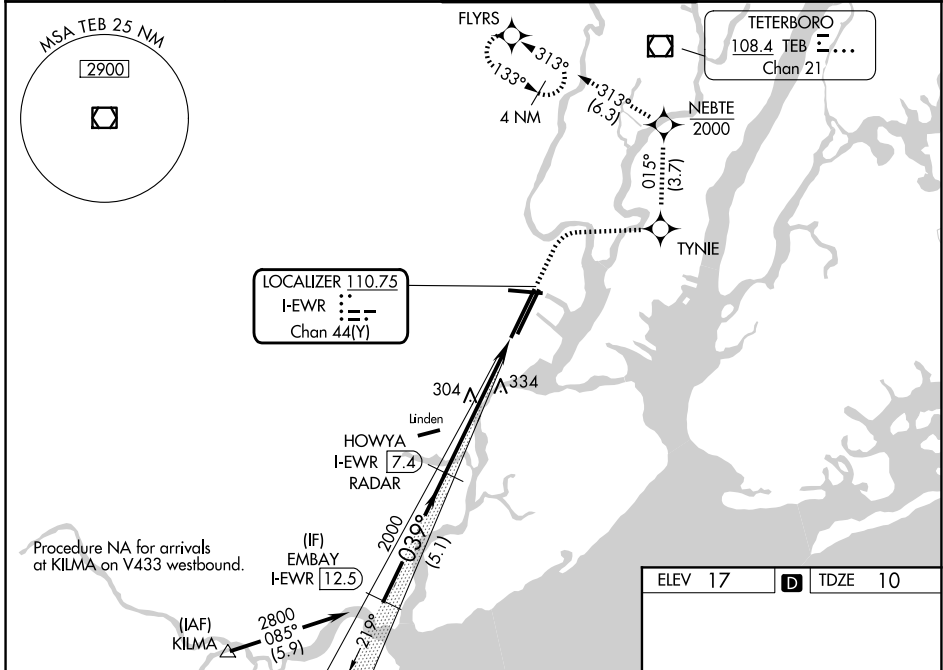 MSA TEB 25 NM
2900
FLYRS
313°
133°
4 NM
313°
(6.3)
TETERBORO
108.4 TEB
Chan 21
NEBTE
2000
015°
(3.7)
TYNIE
LOCALIZER 110.75
I-EWR
Chan 44(Y)
304
334
Linden
HOWYA
I-EWR 7.4
RADAR
2000
039°
(5.1)
(IF)
EMBAY
I-EWR 12.5
Procedure NA for arrivals
at KILMA on V433 westbound.
(IAF)
KILMA
2800
085°
(5.9)
219°
ELEV 17 D TDZE 10